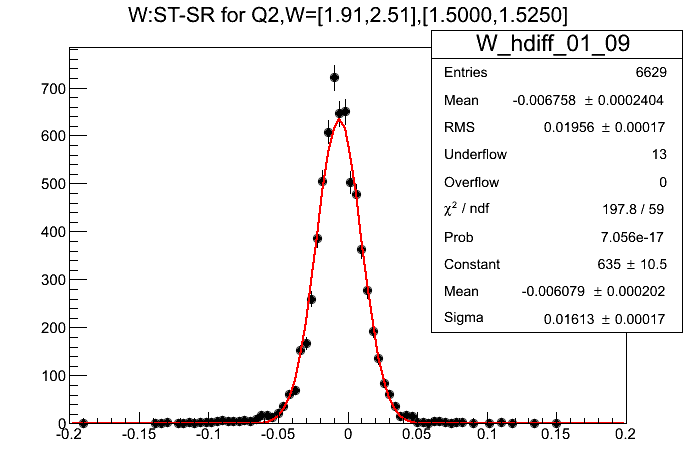 W:ST-SR for Q2,W=[1.91,2.51],[1.5000,1.5250]
W_hdiff_01_09
Entries 6629
Mean -0.006758 ± 0.0002404
RMS 0.01956 ± 0.00017
Underflow 13
Overflow 0
χ² / ndf 197.8 / 59
Prob 7.056e-17
Constant 635 ± 10.5
Mean -0.006079 ± 0.000202
Sigma 0.01613 ± 0.00017
700
600
500
400
300
200
100
0
-0.2 -0.15 -0.1 -0.05 0 0.05 0.1 0.15 0.2